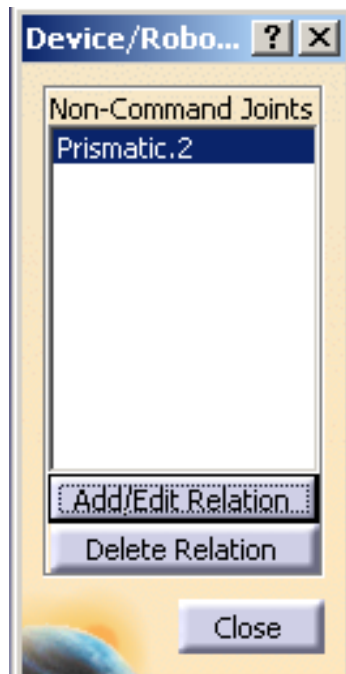 Device/Robo... ? X
Non-Command Joints
Prismatic.2
Add/Edit Relation...
Delete Relation
Close